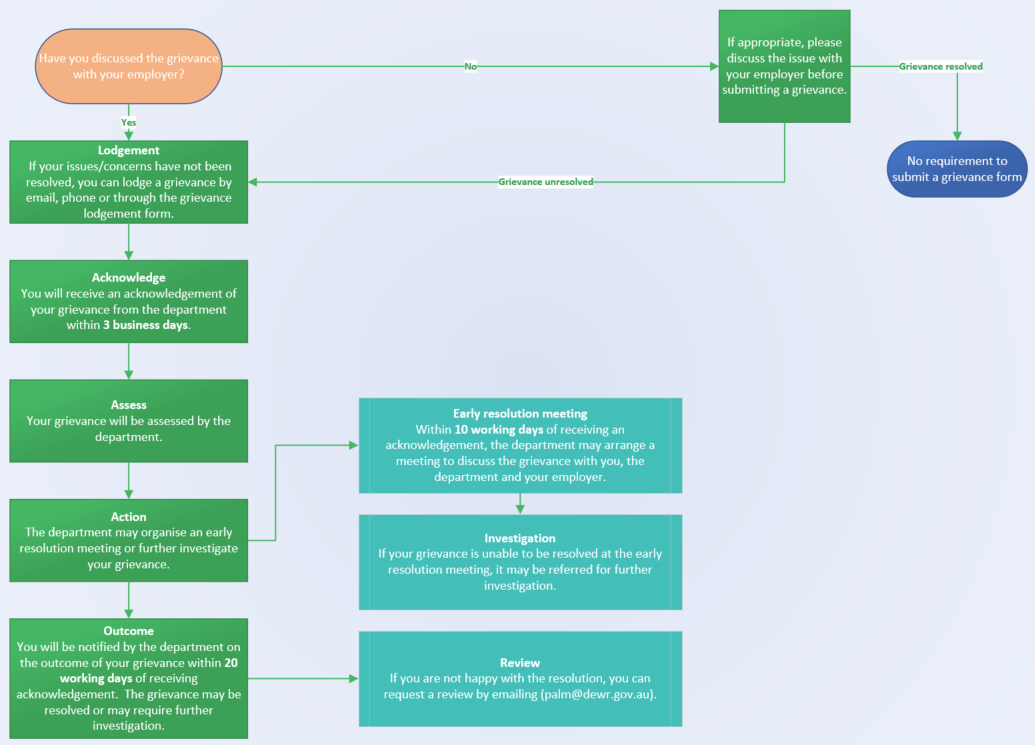 Have you discussed the grievance
with your employer?
No
If appropriate, please
discuss the issue with
your employer before
submitting a grievance.
Grievance resolved
No requirement to
submit a grievance form
Yes
Grievance unresolved
Lodgement
If your issues/concerns have not been
resolved, you can lodge a grievance by
email, phone or through the grievance
lodgement form.
Acknowledge
You will receive an acknowledgement of
your grievance from the department
within 3 business days.
Assess
Your grievance will be assessed by the
department.
Action
The department may organise an early
resolution meeting or further investigate
your grievance.
Early resolution meeting
Within 10 working days of receiving an
acknowledgement, the department may arrange a
meeting to discuss the grievance with you, the
department and your employer.
Investigation
If your grievance is unable to be resolved at the early
resolution meeting, it may be referred for further
investigation.
Outcome
You will be notified by the department on
the outcome of your grievance within 20
working days of receiving
acknowledgement.  The grievance may be
resolved or may require further
investigation.
Review
If you are not happy with the resolution, you can
request a review by emailing (palm@dewr.gov.au).